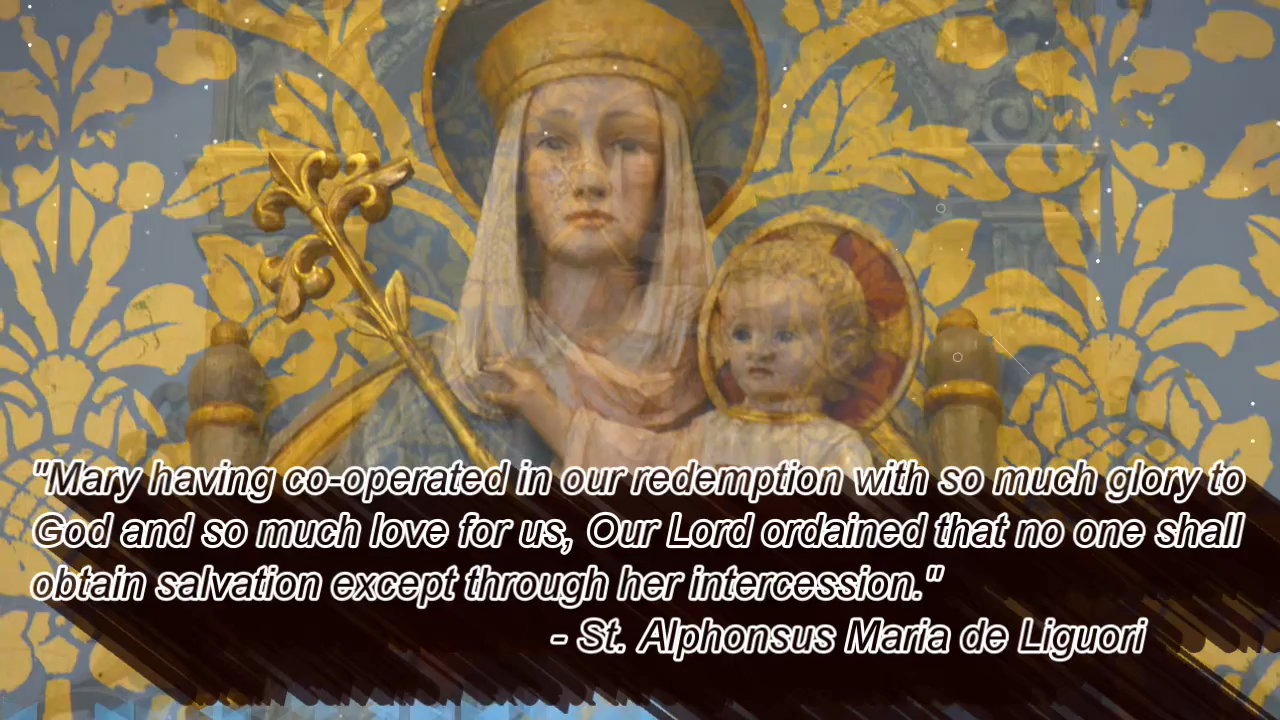 "Mary having co-operated in our redemption with so much glory to
God and so much love for us, Our Lord ordained that no one shall
obtain salvation except through her intercession."
- St. Alphonsus Maria de Liguori